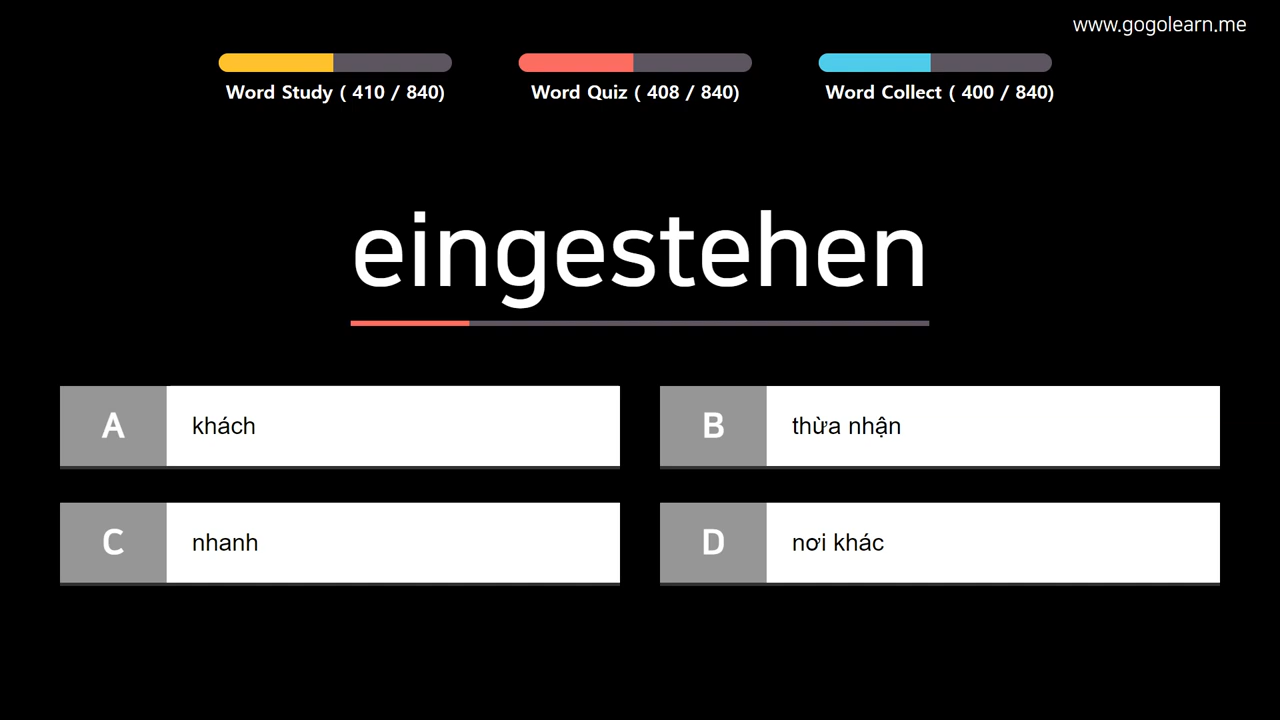 www.gogolearn.me
Word Study ( 410 / 840)
Word Quiz ( 408 / 840)
Word Collect ( 400 / 840)
eingestehen
A
khách
B
thừa nhận
C
nhanh
D
nơi khác